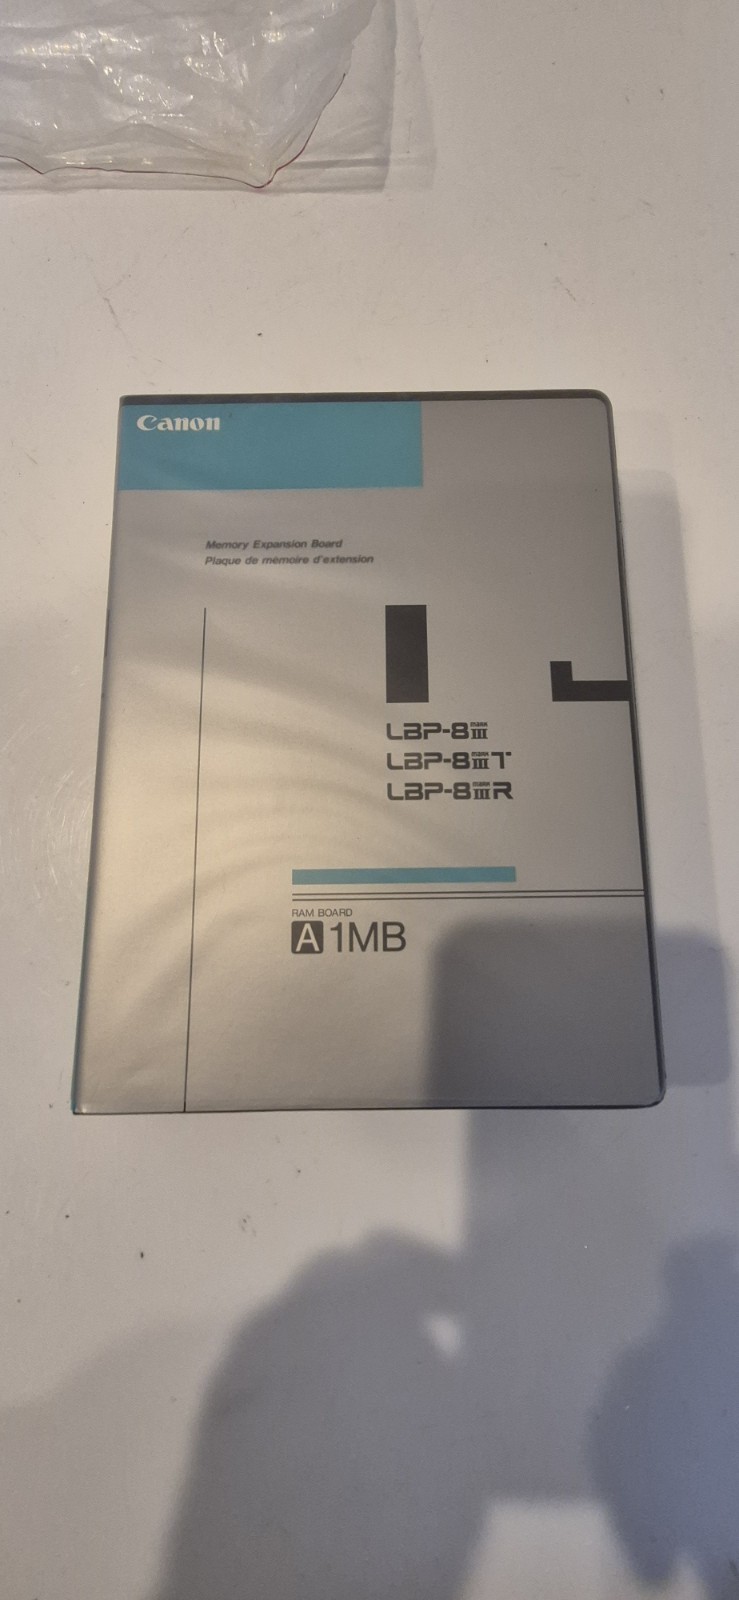 Canon
Memory Expansion Board
Plaque de mémoire d'extension
LBP-8 mark III
LBP-8 mark III T
LBP-8 mark III R
RAM BOARD
A 1MB